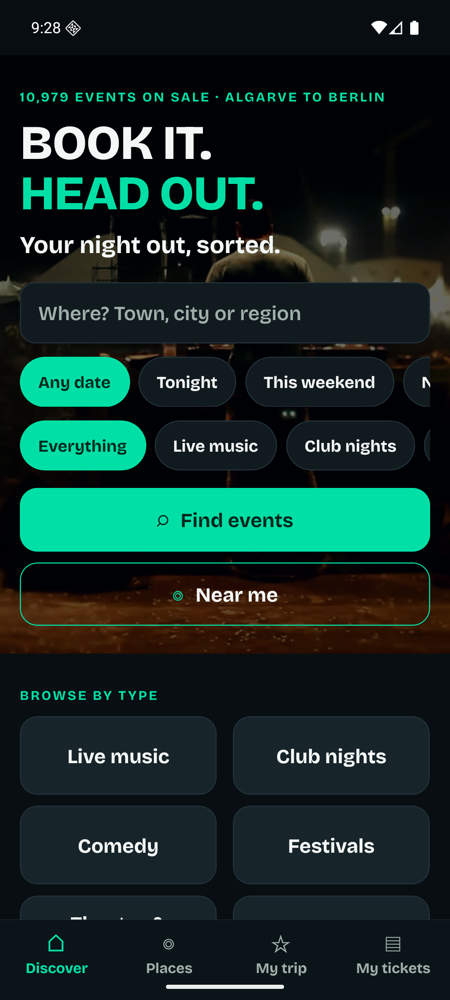 9:28
10,979 EVENTS ON SALE · ALGARVE TO BERLIN
BOOK IT.
HEAD OUT.
Your night out, sorted.
Where? Town, city or region
Any date
Tonight
This weekend
Everything
Live music
Club nights
Find events
Near me
BROWSE BY TYPE
Live music
Club nights
Comedy
Festivals
Discover
Places
My trip
My tickets